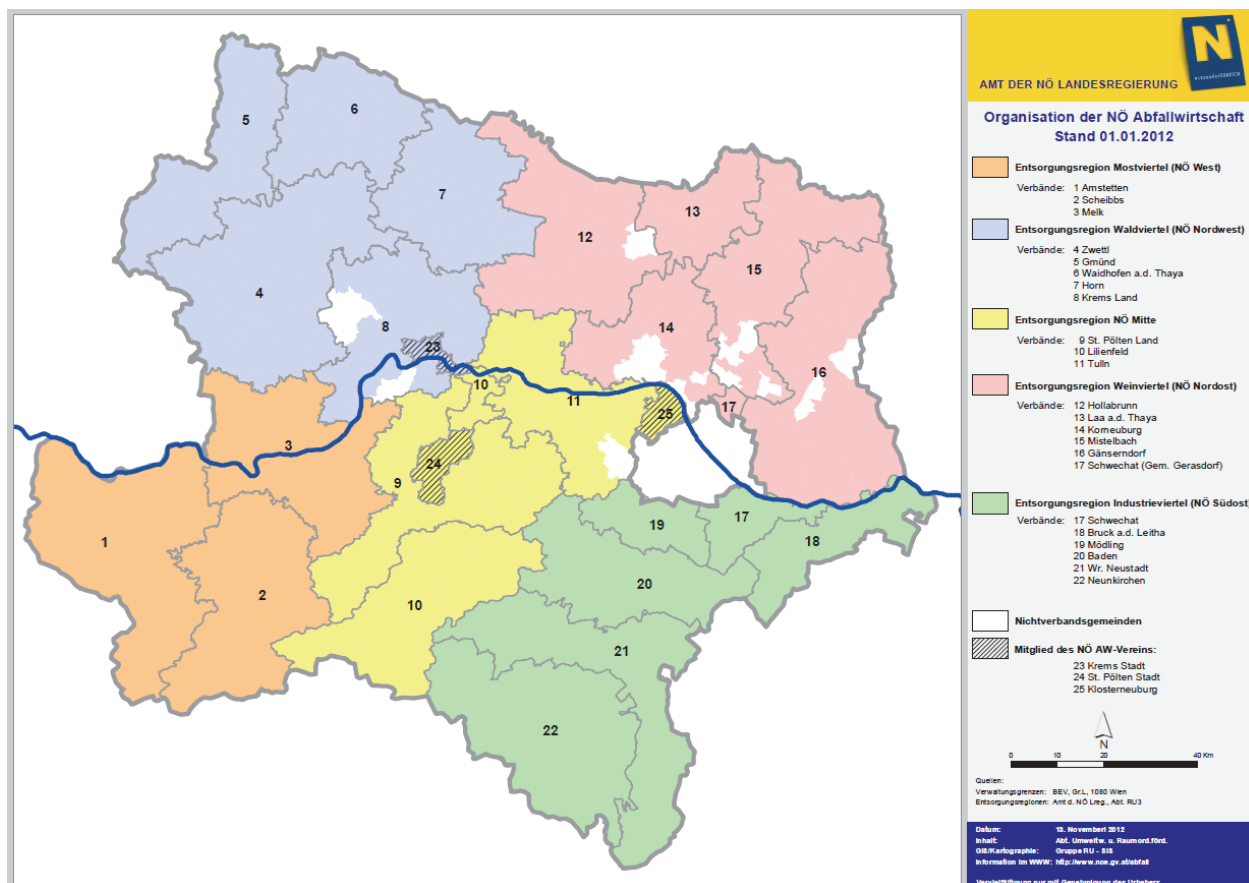 5
6
7
12
13
15
4
8
23
14
16
10
11
25
17
3
24
9
1
2
10
19
17
18
20
21
22
N
AMT DER NÖ LANDESREGIERUNG
Organisation der NÖ Abfallwirtschaft
Stand 01.01.2012
Entsorgungsregion Mostviertel (NÖ West)
Verbände: 1 Amstetten
2 Scheibbs
3 Melk
Entsorgungsregion Waldviertel (NÖ Nordwest)
Verbände: 4 Zwettl
5 Gmünd
6 Waidhofen a.d. Thaya
7 Horn
8 Krems Land
Entsorgungsregion NÖ Mitte
Verbände: 9 St. Pölten Land
10 Lilienfeld
11 Tulln
Entsorgungsregion Weinviertel (NÖ Nordost)
Verbände: 12 Hollabrunn
13 Laa a.d. Thaya
14 Korneuburg
15 Mistelbach
16 Gänserndorf
17 Schwechat (Gem. Gerasdorf)
Entsorgungsregion Industrieviertel (NÖ Südost)
Verbände: 17 Schwechat
18 Bruck a.d. Leitha
19 Mödling
20 Baden
21 Wr. Neustadt
22 Neunkirchen
Nichtverbandsgemeinden
Mitglied des NÖ AW-Vereins:
23 Krems Stadt
24 St. Pölten Stadt
25 Klosterneuburg
N
0 10 20 40 Km
Quellen:
Verwaltungsgrenzen: BEV, Gr.L, 1080 Wien
Entsorgungsregionen: Amt d. NÖ Lreg., Abt. RU3
Datum: 13. Novemberl 2012
Inhalt: Abt. Umweltw. u. Raumord.förd.
GIS/Kartographie: Gruppe RU - SIS
Information im WWW: http://www.noe.gv.at/abfall
Vervielfältigung nur mit Genehmigung des Urhebers